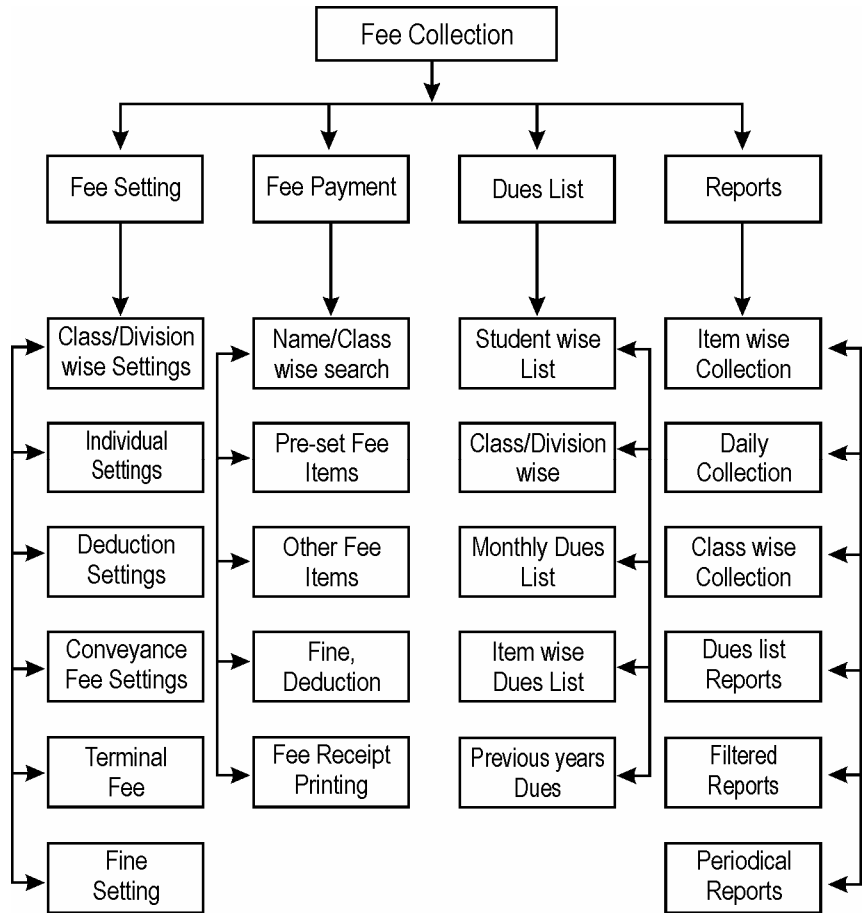 Fee Collection
Fee Setting
Fee Payment
Dues List
Reports
Class/Division
wise Settings
Name/Class
wise search
Student wise
List
Item wise
Collection
Individual
Settings
Pre-set Fee
Items
Class/Division
wise
Daily
Collection
Deduction
Settings
Other Fee
Items
Monthly Dues
List
Class wise
Collection
Conveyance
Fee Settings
Fine,
Deduction
Item wise
Dues List
Dues list
Reports
Terminal
Fee
Fee Receipt
Printing
Previous years
Dues
Filtered
Reports
Fine
Setting
Periodical
Reports